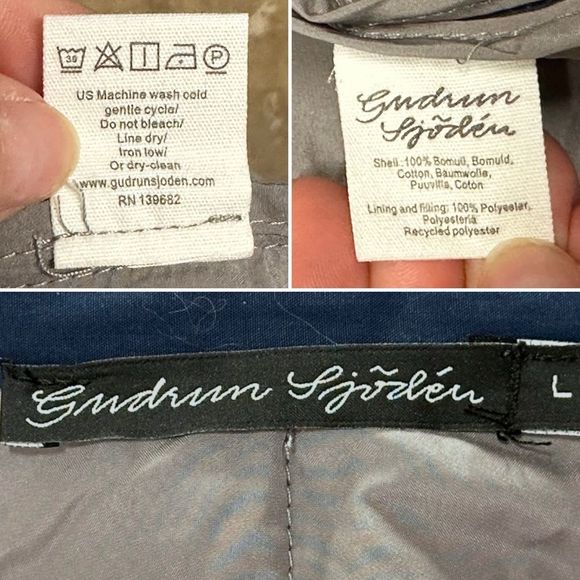 30
P
US Machine wash cold
gentle cycle/
Do not bleach/
Line dry/
Iron low/
Or dry-clean
www.gudrunsjoden.com
RN 139682
Gudrun
Sjödén
Shell: 100% Bomull, Bomuld,
Cotton, Baumwolle,
Puuvilla, Coton
Lining and filling: 100% Polyester,
Polyesteria
Recycled polyester
Gudrun Sjödén
L